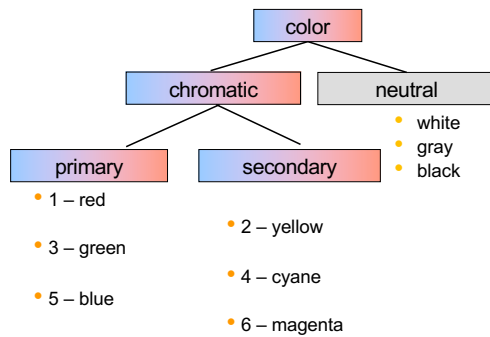 color
chromatic
neutral
white
gray
black
primary
secondary
1 – red
2 – yellow
3 – green
4 – cyane
5 – blue
6 – magenta